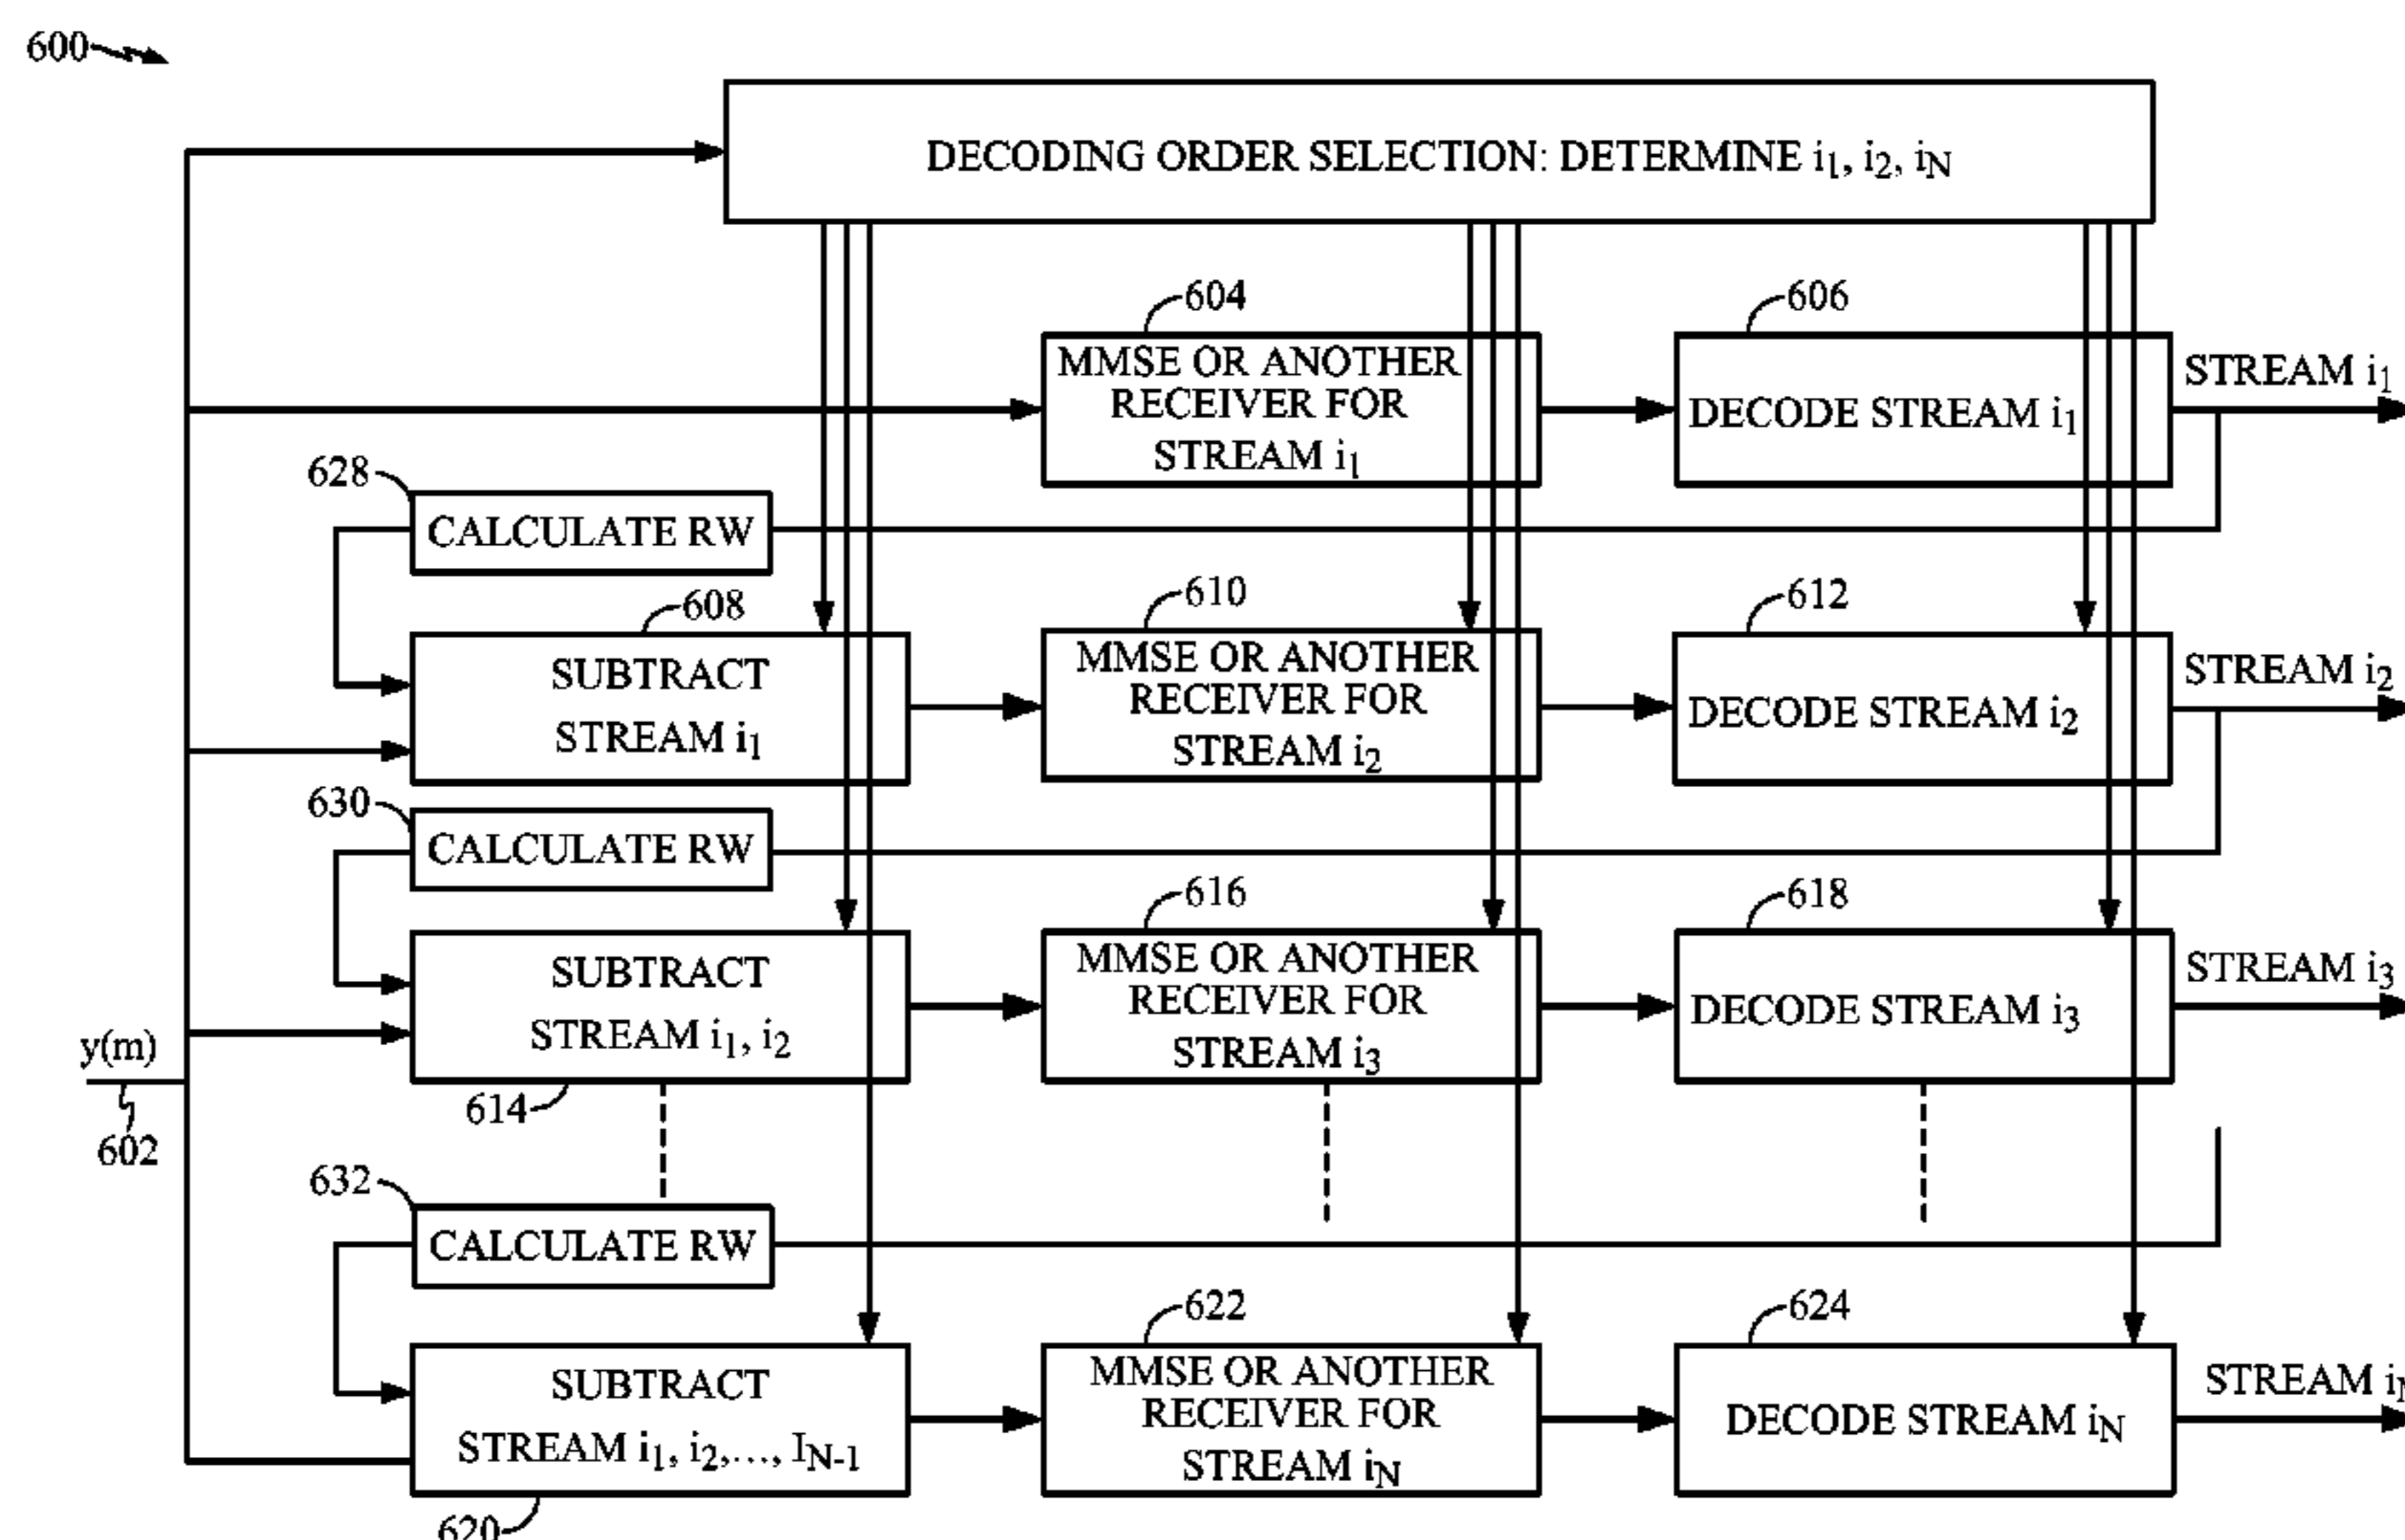 600
DECODING ORDER SELECTION: DETERMINE i1, i2, iN
604
606
MMSE OR ANOTHER
RECEIVER FOR
STREAM i1
DECODE STREAM i1
STREAM i1
628
CALCULATE RW
608
610
612
SUBTRACT
STREAM i1
MMSE OR ANOTHER
RECEIVER FOR
STREAM i2
DECODE STREAM i2
STREAM i2
630
CALCULATE RW
616
618
SUBTRACT
STREAM i1, i2
MMSE OR ANOTHER
RECEIVER FOR
STREAM i3
DECODE STREAM i3
STREAM i3
y(m)
602
614
632
CALCULATE RW
622
624
SUBTRACT
STREAM i1, i2,..., IN-1
MMSE OR ANOTHER
RECEIVER FOR
STREAM iN
DECODE STREAM iN
STREAM iN
620